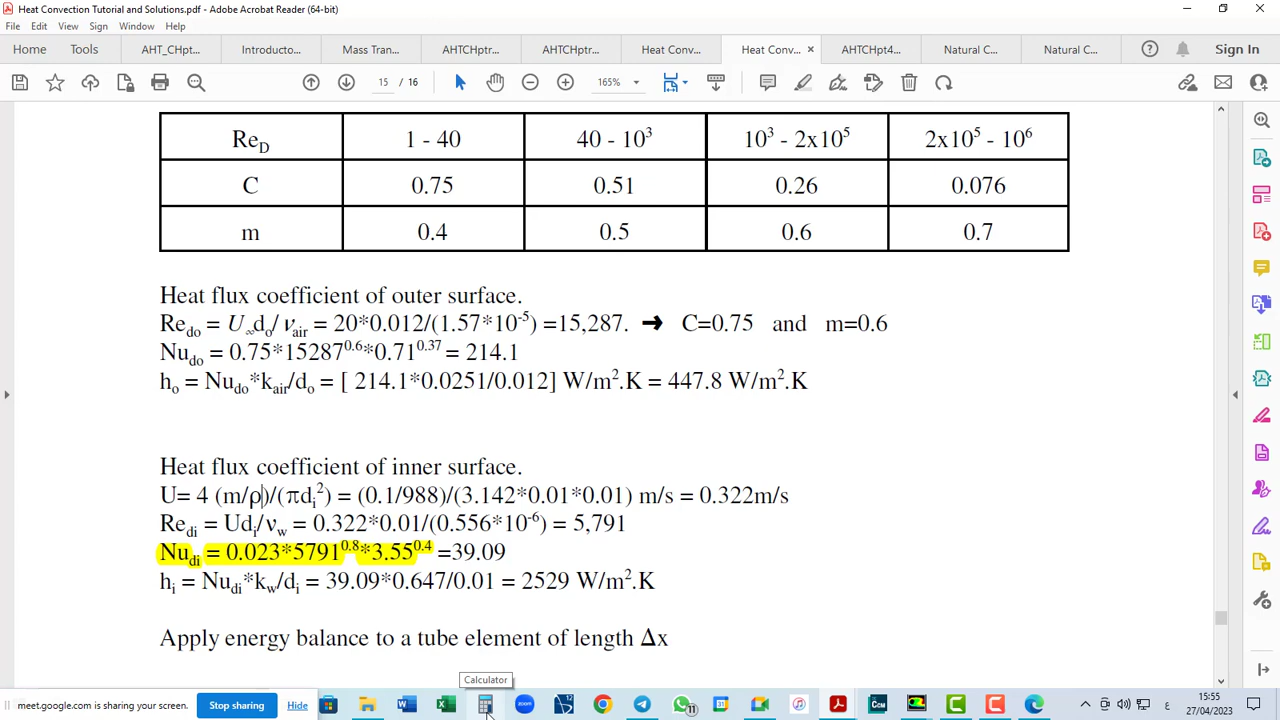 Heat Convection Tutorial and Solutions.pdf - Adobe Acrobat Reader (64-bit)
File Edit View Sign Window Help
Home Tools AHT_CHpt... Introducto... Mass Tran... AHTCHptr... AHTCHptr... Heat Conv... Heat Conv... AHTCHpt4... Natural C... Natural C... Sign In
15 / 16 165%
Re_D 1 - 40 40 - 10³ 10³ - 2x10⁵ 2x10⁵ - 10⁶
C 0.75 0.51 0.26 0.076
m 0.4 0.5 0.6 0.7
Heat flux coefficient of outer surface.
Re_do = U_∞d_o/ν_air = 20*0.012/(1.57*10⁻⁵) =15,287. ➔ C=0.75 and m=0.6
Nu_do = 0.75*15287^0.6*0.71^0.37 = 214.1
h_o = Nu_do*k_air/d_o = [ 214.1*0.0251/0.012] W/m².K = 447.8 W/m².K
Heat flux coefficient of inner surface.
U= 4 (m/ρ)/(πd_i²) = (0.1/988)/(3.142*0.01*0.01) m/s = 0.322m/s
Re_di = Ud_i/ν_w = 0.322*0.01/(0.556*10⁻⁶) = 5,791
Nu_di = 0.023*5791^0.8*3.55^0.4 =39.09
h_i = Nu_di*k_w/d_i = 39.09*0.647/0.01 = 2529 W/m².K
Apply energy balance to a tube element of length Δx
Calculator
meet.google.com is sharing your screen. Stop sharing Hide
zoom
11
Com
ع
15:55
27/04/2023